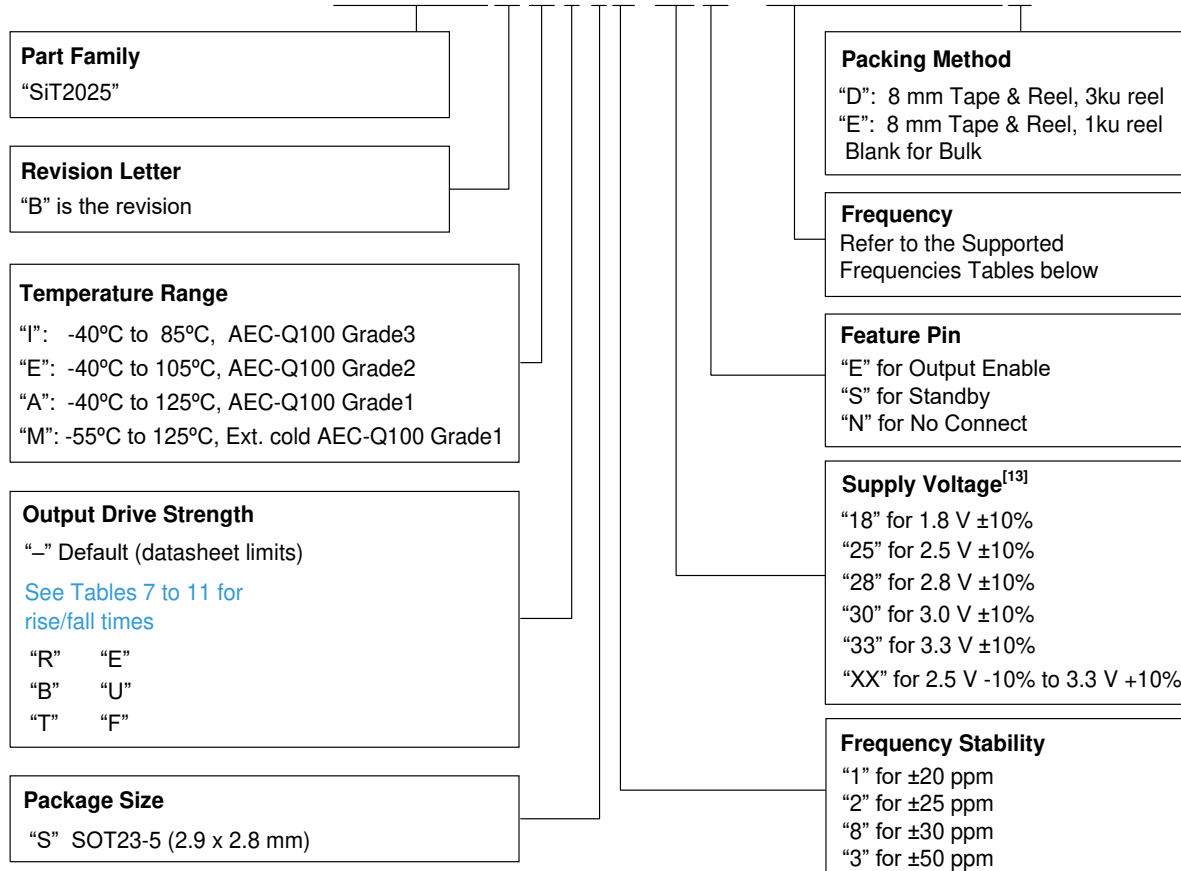 Part Family
“SiT2025”
Revision Letter
“B” is the revision
Temperature Range
“I”: -40ºC to 85ºC, AEC-Q100 Grade3
“E”: -40ºC to 105ºC, AEC-Q100 Grade2
“A”: -40ºC to 125ºC, AEC-Q100 Grade1
“M”: -55ºC to 125ºC, Ext. cold AEC-Q100 Grade1
Output Drive Strength
“–” Default (datasheet limits)
See Tables 7 to 11 for
rise/fall times
“R” “E”
“B” “U”
“T” “F”
Package Size
“S” SOT23-5 (2.9 x 2.8 mm)
Packing Method
“D”: 8 mm Tape & Reel, 3ku reel
“E”: 8 mm Tape & Reel, 1ku reel
Blank for Bulk
Frequency
Refer to the Supported
Frequencies Tables below
Feature Pin
“E” for Output Enable
“S” for Standby
“N” for No Connect
Supply Voltage[13]
“18” for 1.8 V ±10%
“25” for 2.5 V ±10%
“28” for 2.8 V ±10%
“30” for 3.0 V ±10%
“33” for 3.3 V ±10%
“XX” for 2.5 V -10% to 3.3 V +10%
Frequency Stability
“1” for ±20 ppm
“2” for ±25 ppm
“8” for ±30 ppm
“3” for ±50 ppm